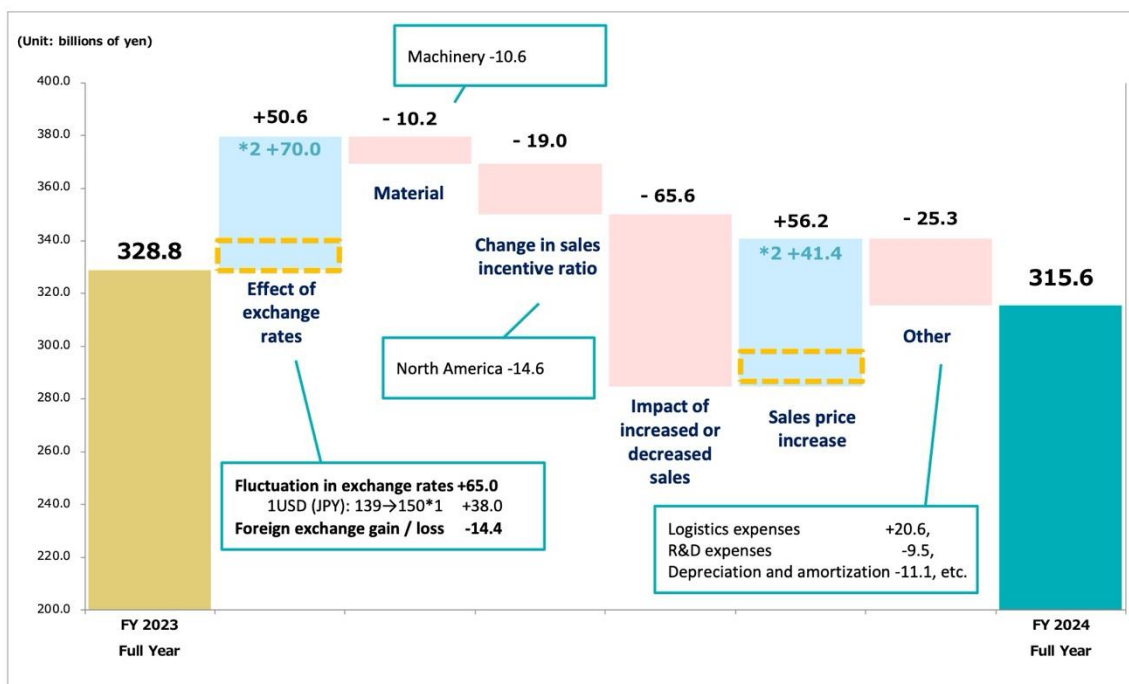 (Unit: billions of yen)
Machinery -10.6
400.0
380.0
360.0
340.0
320.0
300.0
280.0
260.0
240.0
220.0
200.0
328.8
+50.6
*2 +70.0
Effect of
exchange
rates
- 10.2
Material
- 19.0
Change in sales
incentive ratio
- 65.6
Impact of
increased or
decreased
sales
+56.2
*2 +41.4
Sales price
increase
- 25.3
Other
315.6
North America -14.6
Fluctuation in exchange rates +65.0
1USD (JPY): 139→150*1 +38.0
Foreign exchange gain / loss -14.4
Logistics expenses +20.6,
R&D expenses -9.5,
Depreciation and amortization -11.1, etc.
FY 2023
Full Year
FY 2024
Full Year